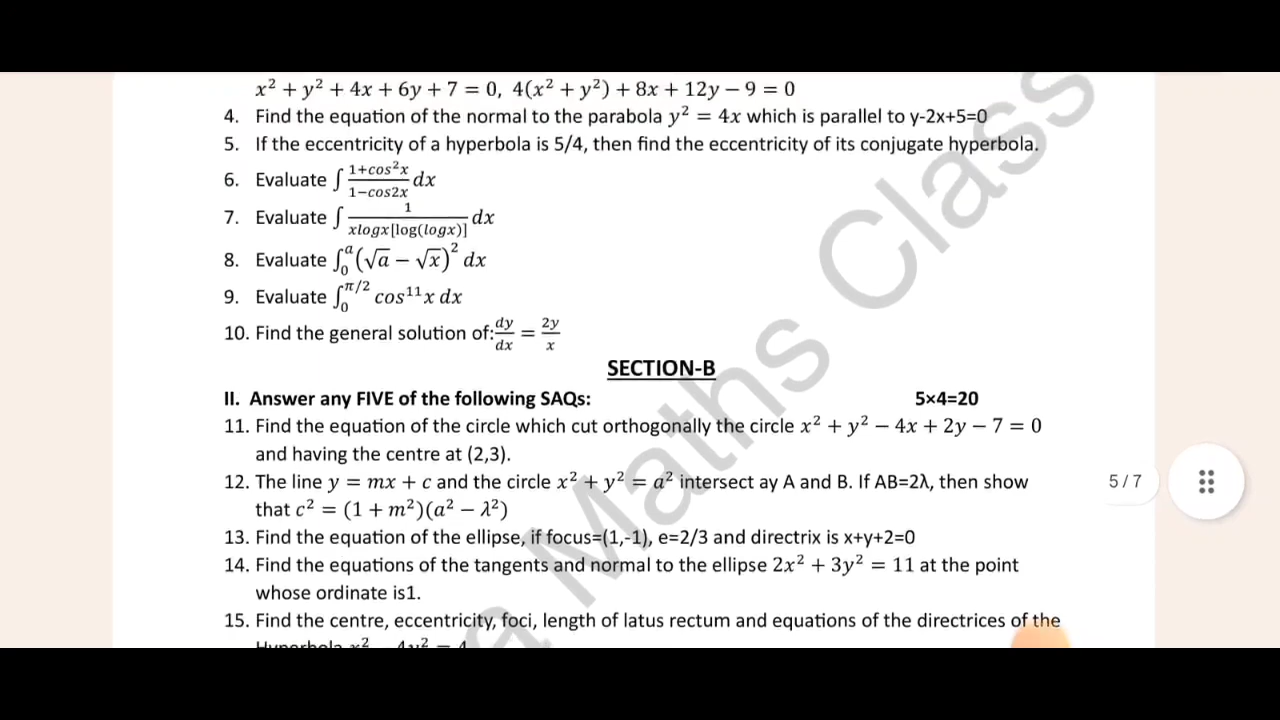 x² + y² + 4x + 6y + 7 = 0, 4(x² + y²) + 8x + 12y − 9 = 0
4. Find the equation of the normal to the parabola y² = 4x which is parallel to y-2x+5=0
5. If the eccentricity of a hyperbola is 5/4, then find the eccentricity of its conjugate hyperbola.
6. Evaluate ∫ (1+cos²x)/(1−cos2x) dx
7. Evaluate ∫ 1/(xlogx[log(logx)]) dx
8. Evaluate ∫₀ᵃ (√a − √x)² dx
9. Evaluate ∫₀^(π/2) cos¹¹x dx
10. Find the general solution of: dy/dx = 2y/x
SECTION-B
II. Answer any FIVE of the following SAQs: 5×4=20
11. Find the equation of the circle which cut orthogonally the circle x² + y² − 4x + 2y − 7 = 0
and having the centre at (2,3).
12. The line y = mx + c and the circle x² + y² = a² intersect ay A and B. If AB=2λ, then show
that c² = (1 + m²)(a² − λ²)
13. Find the equation of the ellipse, if focus=(1,-1), e=2/3 and directrix is x+y+2=0
14. Find the equations of the tangents and normal to the ellipse 2x² + 3y² = 11 at the point
whose ordinate is1.
15. Find the centre, eccentricity, foci, length of latus rectum and equations of the directrices of the
5 / 7
a Maths Class